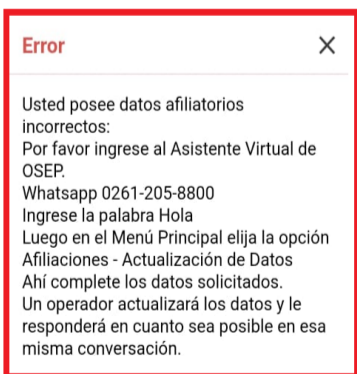 Error
Usted posee datos afiliatorios
incorrectos:
Por favor ingrese al Asistente Virtual de
OSEP.
Whatsapp 0261-205-8800
Ingrese la palabra Hola
Luego en el Menú Principal elija la opción
Afiliaciones - Actualización de Datos
Ahí complete los datos solicitados.
Un operador actualizará los datos y le
responderá en cuanto sea posible en esa
misma conversación.